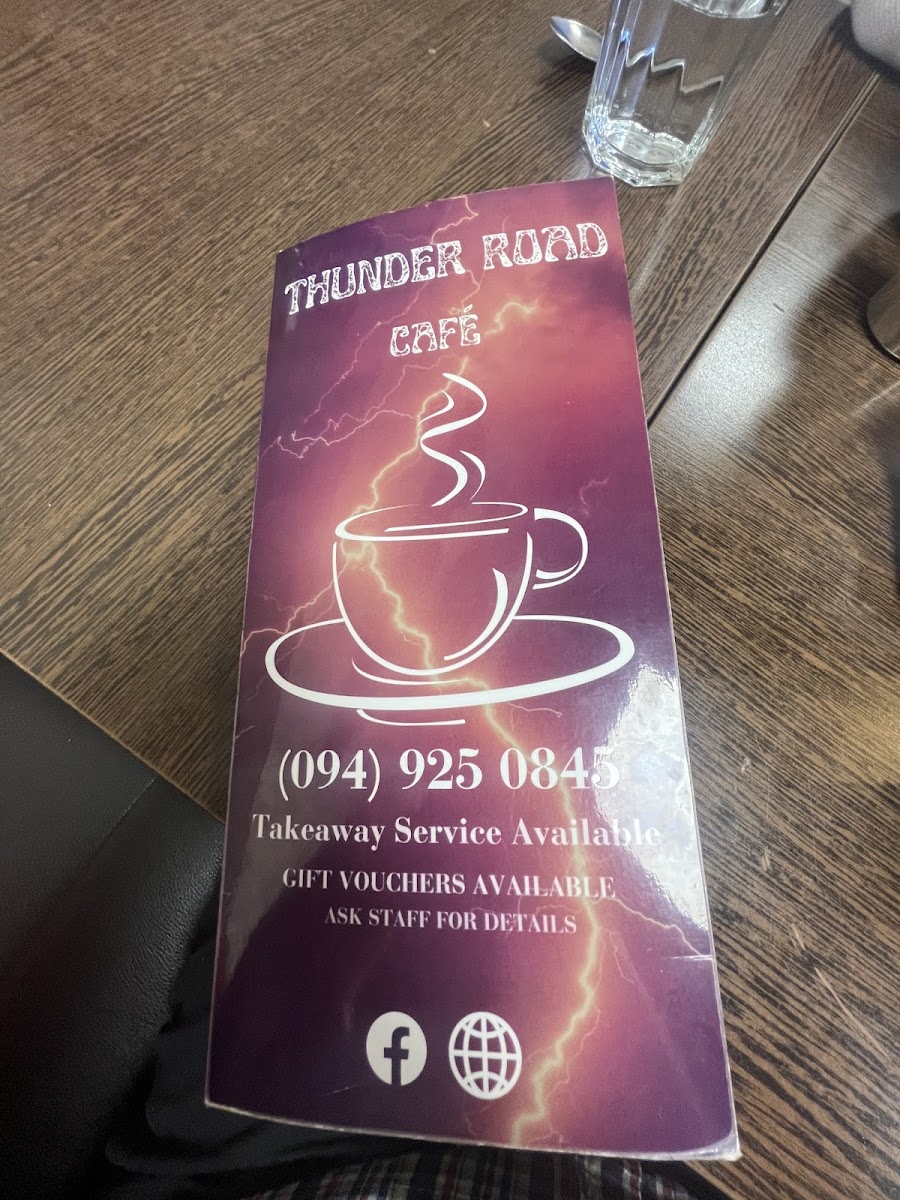 THUNDER ROAD
CAFÉ
(094) 925 0845
Takeaway Service Available
GIFT VOUCHERS AVAILABLE
ASK STAFF FOR DETAILS